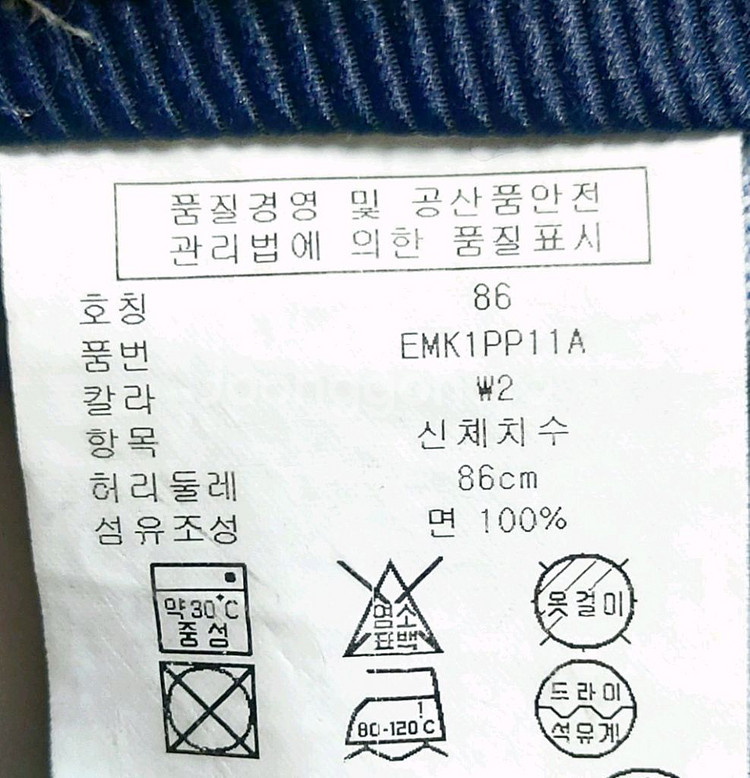 품질경영 및 공산품안전
관리법에 의한 품질표시
호칭 86
품번 EMK1PP11A
칼라 ₩2
항목 신체치수
허리둘레 86cm
섬유조성 면 100%
약30℃
중성
염소
표백
옷걸이
80-120℃
드라이
석유계